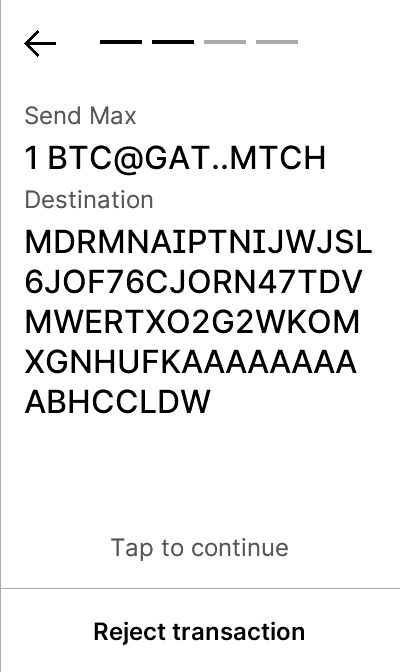 Send Max
1 BTC@GAT..MTCH
Destination
MDRMNAIPTNIJWJSL
6JOF76CJORN47TDV
MWERTXO2G2WKOM
XGNHUFKAAAAAAAA
ABHCCLDW
Tap to continue
Reject transaction